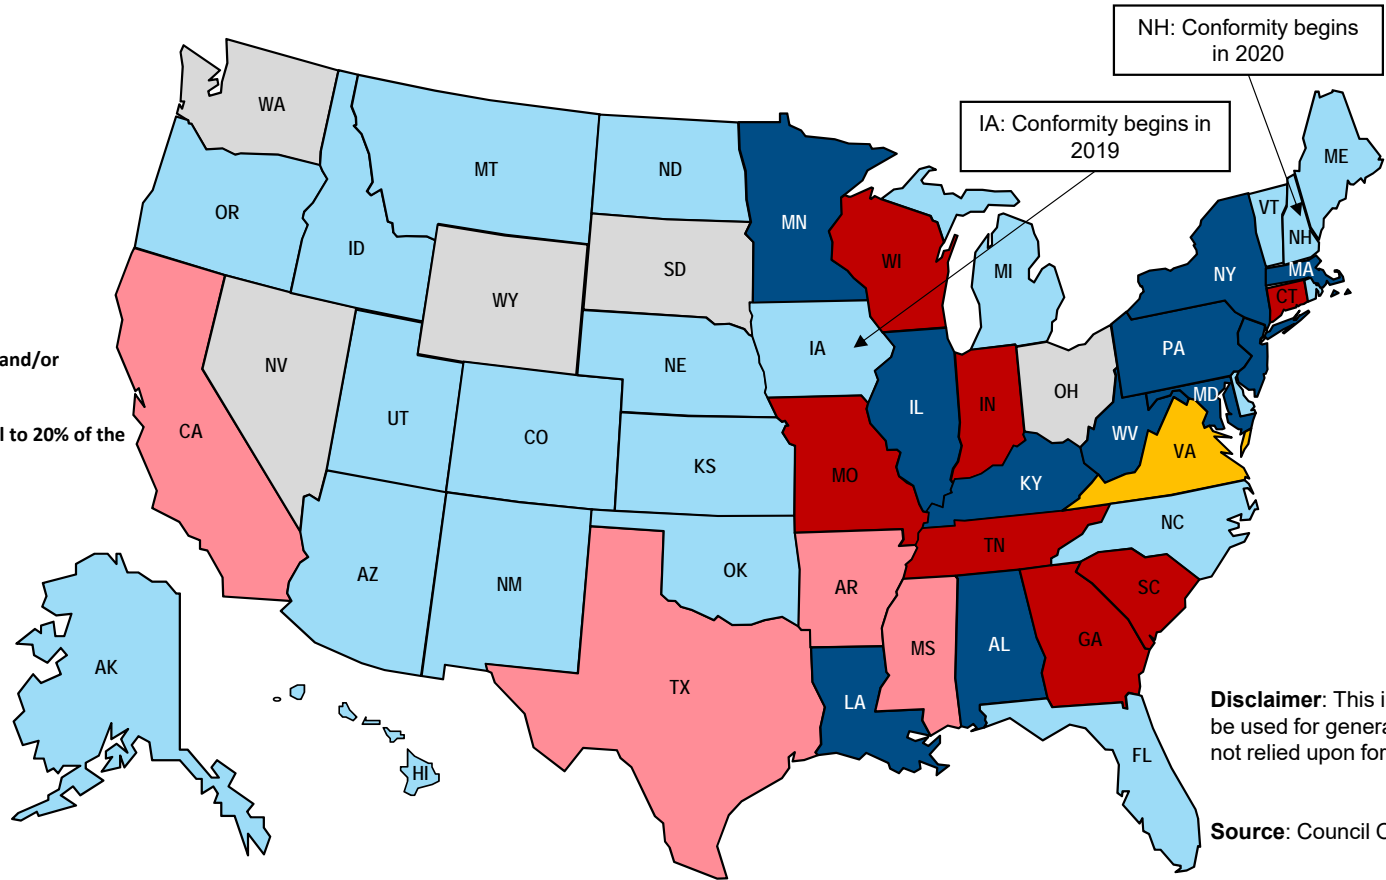 NH: Conformity begins
in 2020
IA: Conformity begins in
2019
WA
MT
ND
MN
ME
VT
NH
OR
ID
SD
WI
MI
NY
MA
CT
WY
IA
NE
PA
and/or
NV
UT
CO
IL
IN
OH
MD
WV
VA
CA
l to 20% of the
KS
MO
KY
NC
TN
AZ
NM
OK
AR
SC
AK
TX
MS
AL
GA
LA
HI
FL
Disclaimer: This i
be used for genera
not relied upon for
Source: Council O